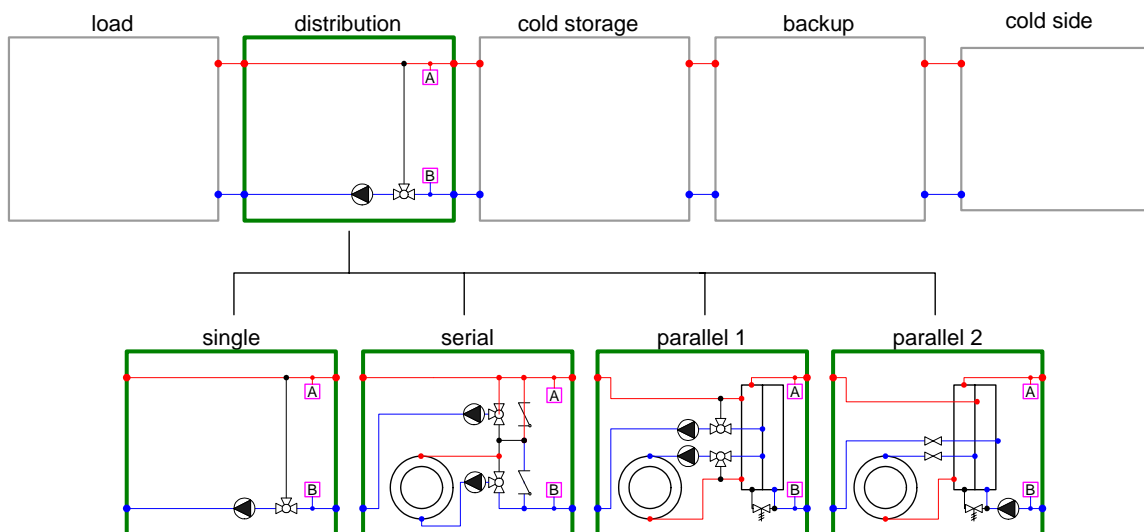 load distribution cold storage backup cold side
A
B
single serial parallel 1 parallel 2
A A A A
B B B B